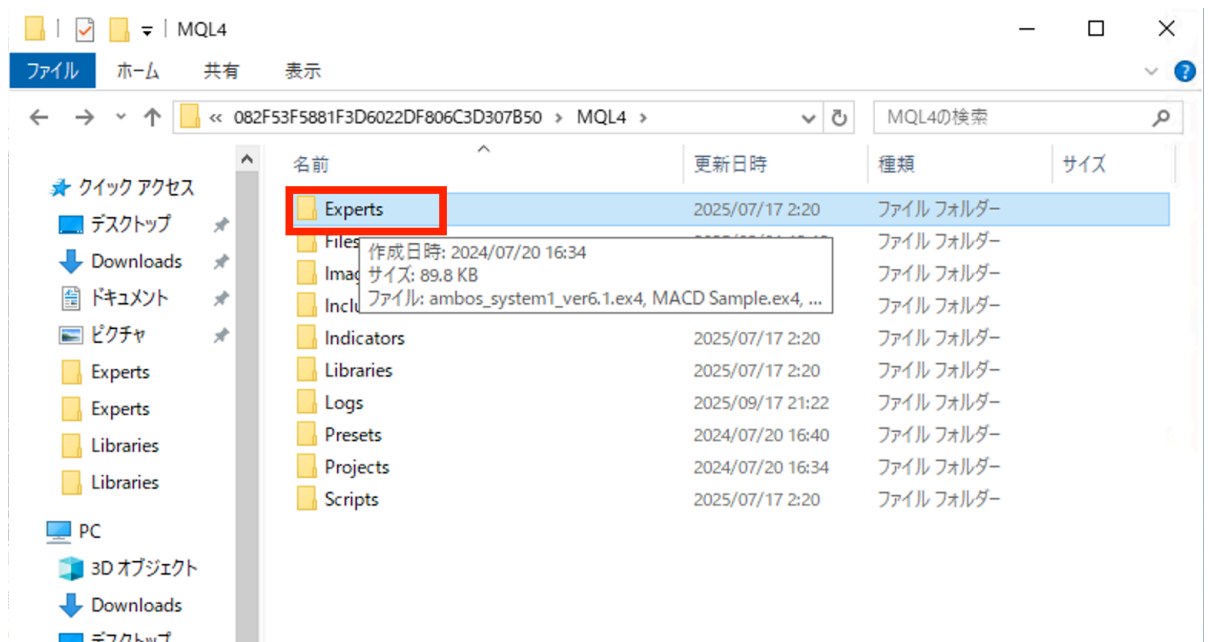 MQL4
ファイル ホーム 共有 表示
« 082F53F5881F3D6022DF806C3D307B50 > MQL4 > MQL4の検索
名前 更新日時 種類 サイズ
クイック アクセス
デスクトップ
Downloads
ドキュメント
ピクチャ
Experts
Experts
Libraries
Libraries
PC
3D オブジェクト
Downloads
デスクトップ
Experts 2025/07/17 2:20 ファイル フォルダー
Files ファイル フォルダー
ファイル フォルダー
ファイル フォルダー
作成日時: 2024/07/20 16:34
サイズ: 89.8 KB
ファイル: ambos_system1_ver6.1.ex4, MACD Sample.ex4, ...
Indicators 2025/07/17 2:20 ファイル フォルダー
Libraries 2025/07/17 2:20 ファイル フォルダー
Logs 2025/09/17 21:22 ファイル フォルダー
Presets 2024/07/20 16:40 ファイル フォルダー
Projects 2024/07/20 16:34 ファイル フォルダー
Scripts 2025/07/17 2:20 ファイル フォルダー